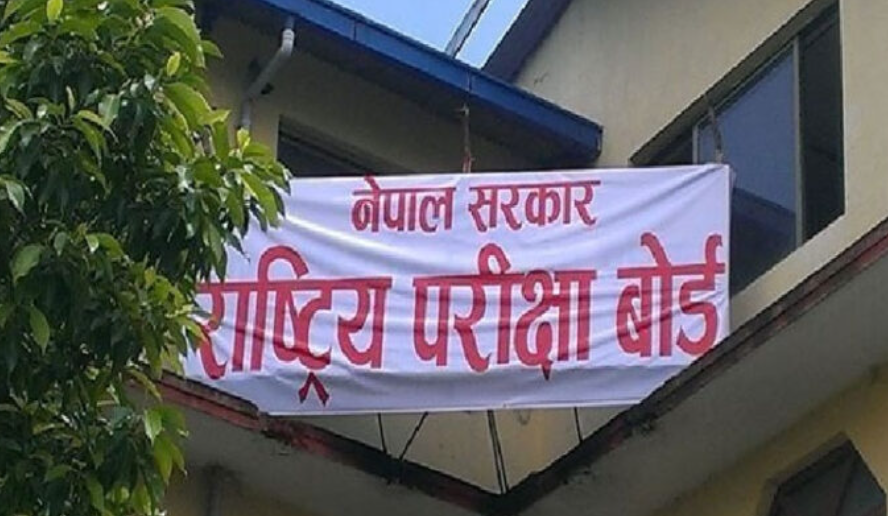 नेपाल सरकार
राष्ट्रिय परीक्षा बोर्ड